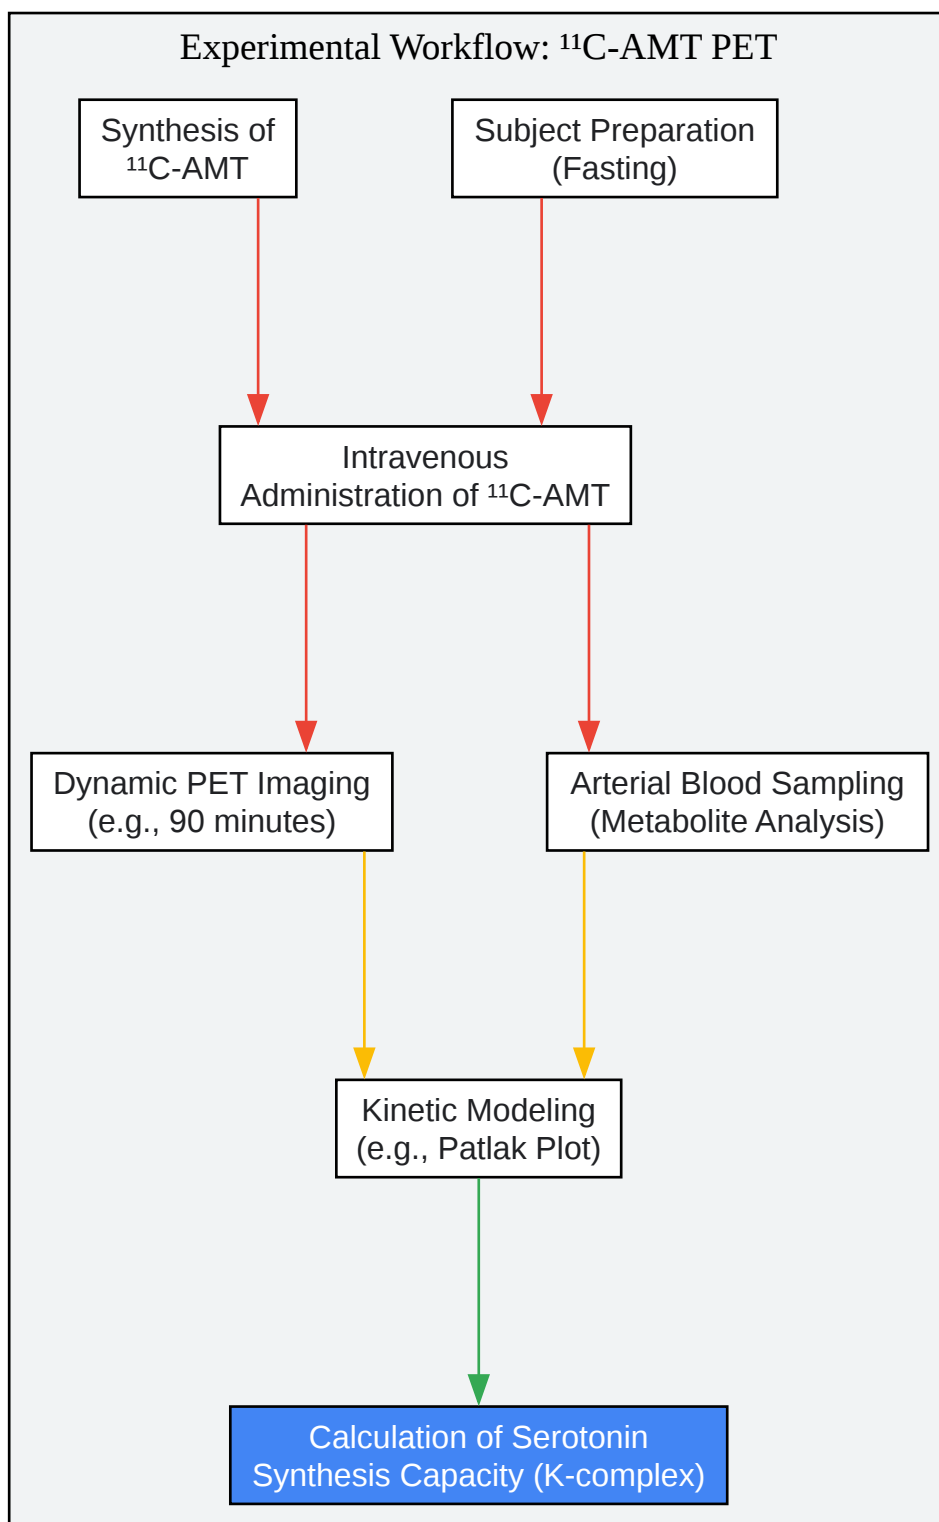 Experimental Workflow: ¹¹C-AMT PET
Synthesis of
¹¹C-AMT
Subject Preparation
(Fasting)
Intravenous
Administration of ¹¹C-AMT
Dynamic PET Imaging
(e.g., 90 minutes)
Arterial Blood Sampling
(Metabolite Analysis)
Kinetic Modeling
(e.g., Patlak Plot)
Calculation of Serotonin
Synthesis Capacity (K-complex)